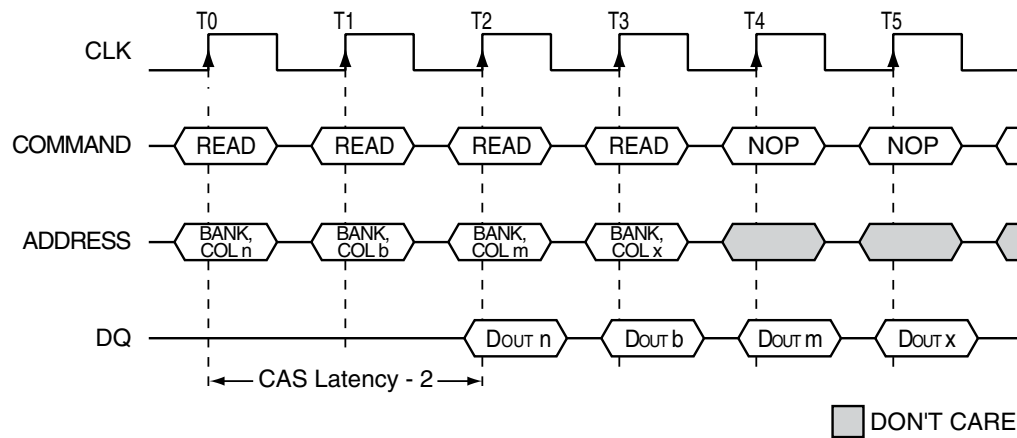 T0 T1 T2 T3 T4 T5
CLK
COMMAND READ READ READ READ NOP NOP
ADDRESS
BANK, COL n
BANK, COL b
BANK, COL m
BANK, COL x
DQ DOUT n DOUT b DOUT m DOUT x
CAS Latency - 2
DON'T CARE